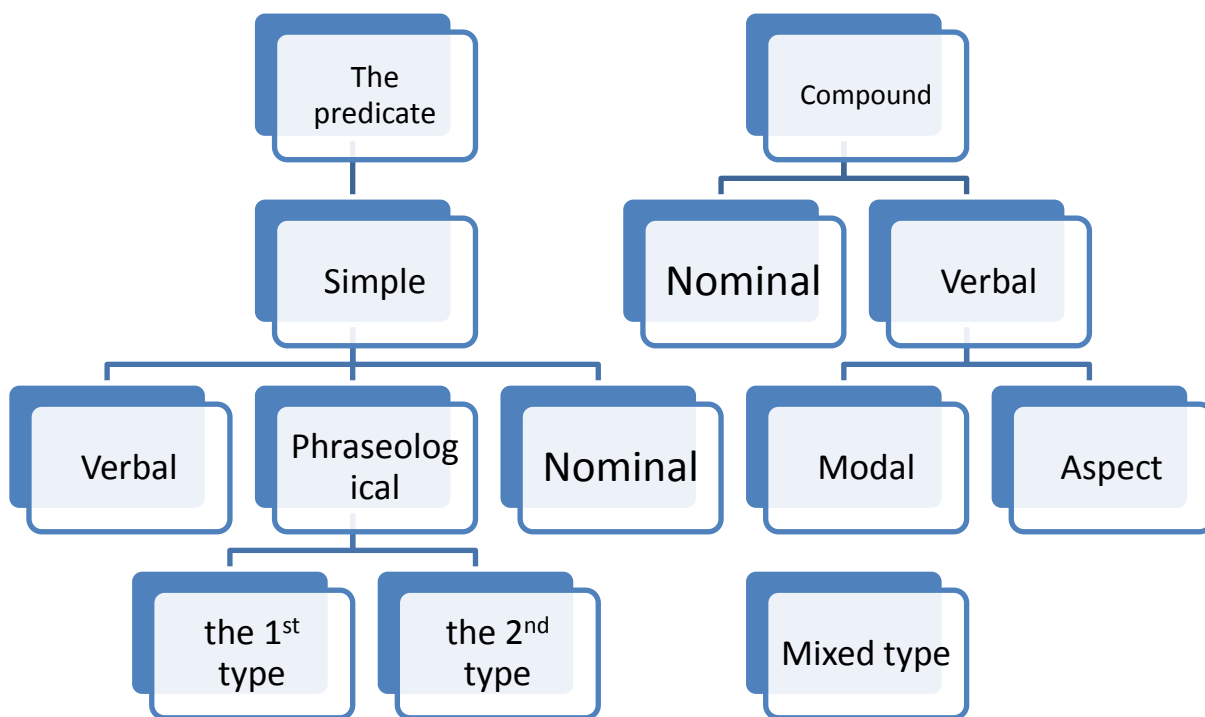 The
predicate
Compound
Simple
Nominal
Verbal
Verbal
Phraseolog
ical
Nominal
Modal
Aspect
the 1st
type
the 2nd
type
Mixed type